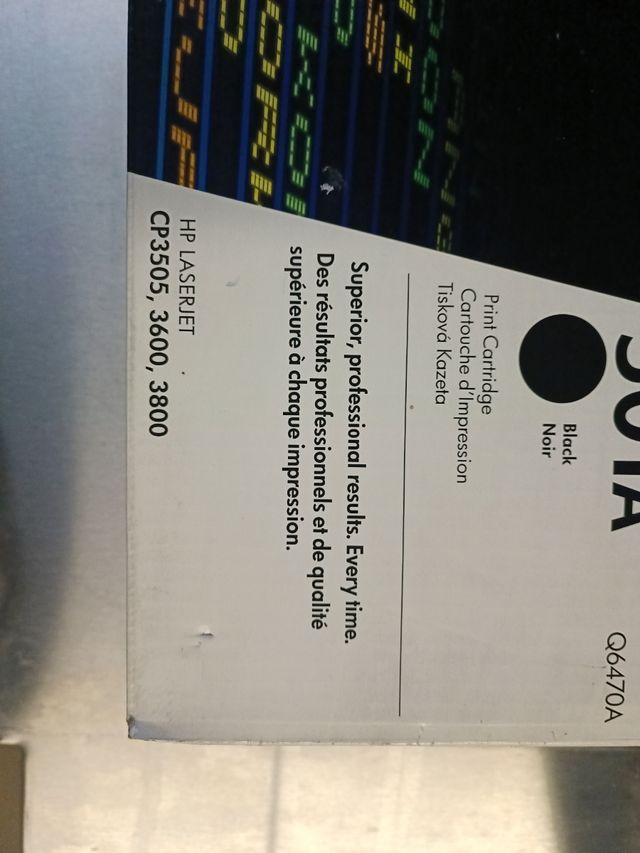 501A
Q6470A
Black
Noir
Print Cartridge
Cartouche d'Impression
Tisková Kazeta
Superior, professional results. Every time.
Des résultats professionnels et de qualité
supérieure à chaque impression.
HP LASERJET
CP3505, 3600, 3800